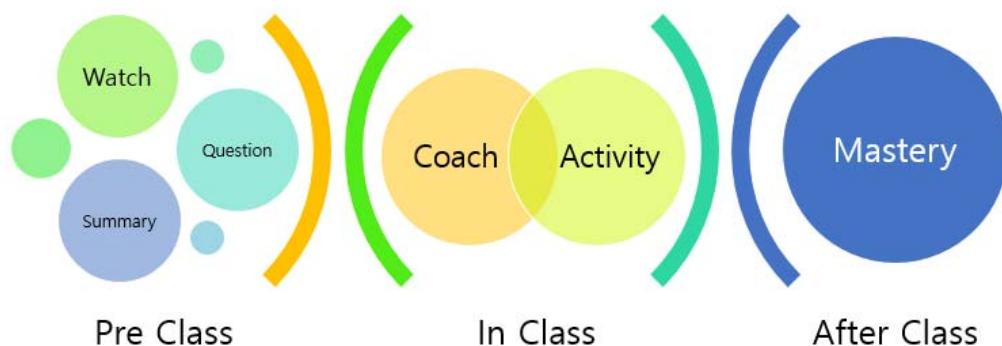 Watch
Question
Summary
Coach
Activity
Mastery
Pre Class
In Class
After Class